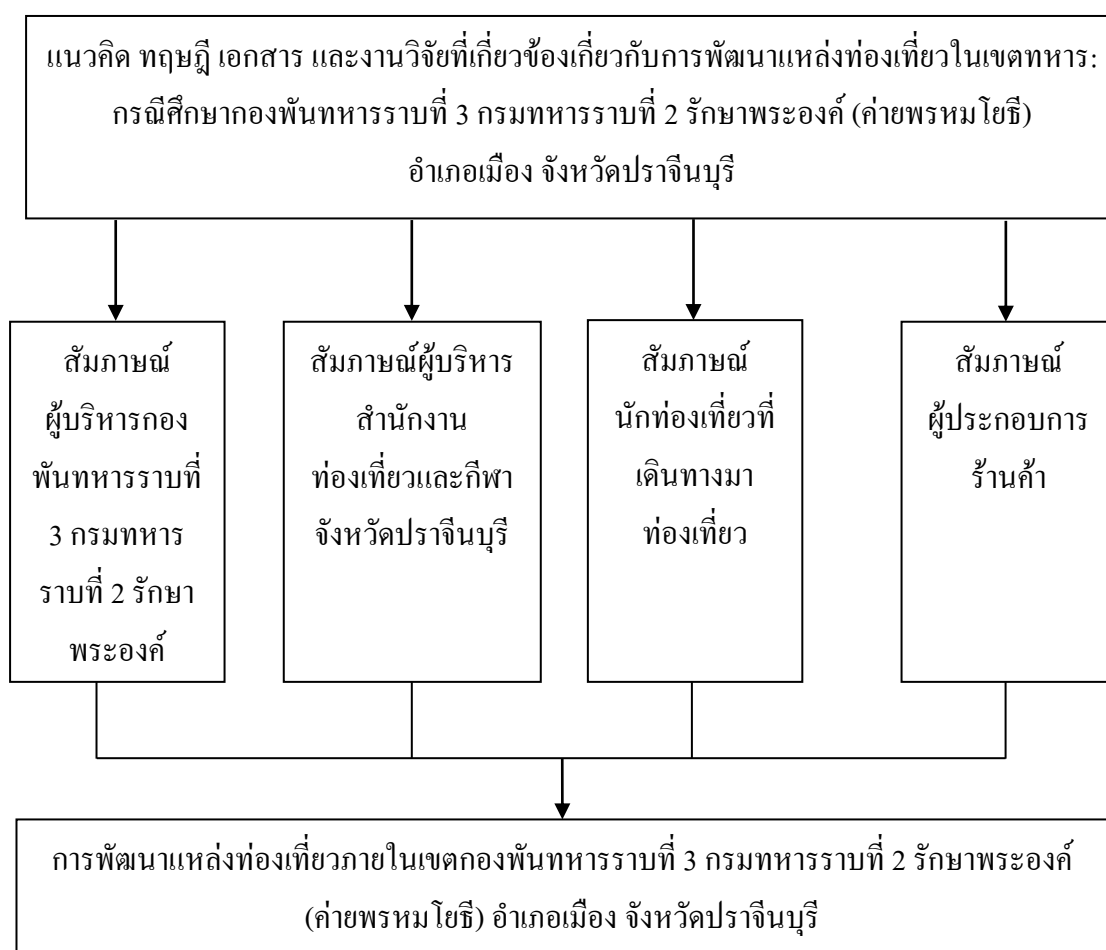 แนวคิด ทฤษฎี เอกสาร และงานวิจัยที่เกี่ยวข้องเกี่ยวกับการพัฒนาแหล่งท่องเที่ยวในเขตทหาร:
กรณีศึกษากองพันทหารราบที่ 3 กรมทหารราบที่ 2 รักษาพระองค์ (ค่ายพรหมโยธี)
อำเภอเมือง จังหวัดปราจีนบุรี
สัมภาษณ์
ผู้บริหารกอง
พันทหารราบที่
3 กรมทหาร
ราบที่ 2 รักษา
พระองค์
สัมภาษณ์ผู้บริหาร
สำนักงาน
ท่องเที่ยวและกีฬา
จังหวัดปราจีนบุรี
สัมภาษณ์
นักท่องเที่ยวที่
เดินทางมา
ท่องเที่ยว
สัมภาษณ์
ผู้ประกอบการ
ร้านค้า
การพัฒนาแหล่งท่องเที่ยวภายในเขตกองพันทหารราบที่ 3 กรมทหารราบที่ 2 รักษาพระองค์
(ค่ายพรหมโยธี) อำเภอเมือง จังหวัดปราจีนบุรี